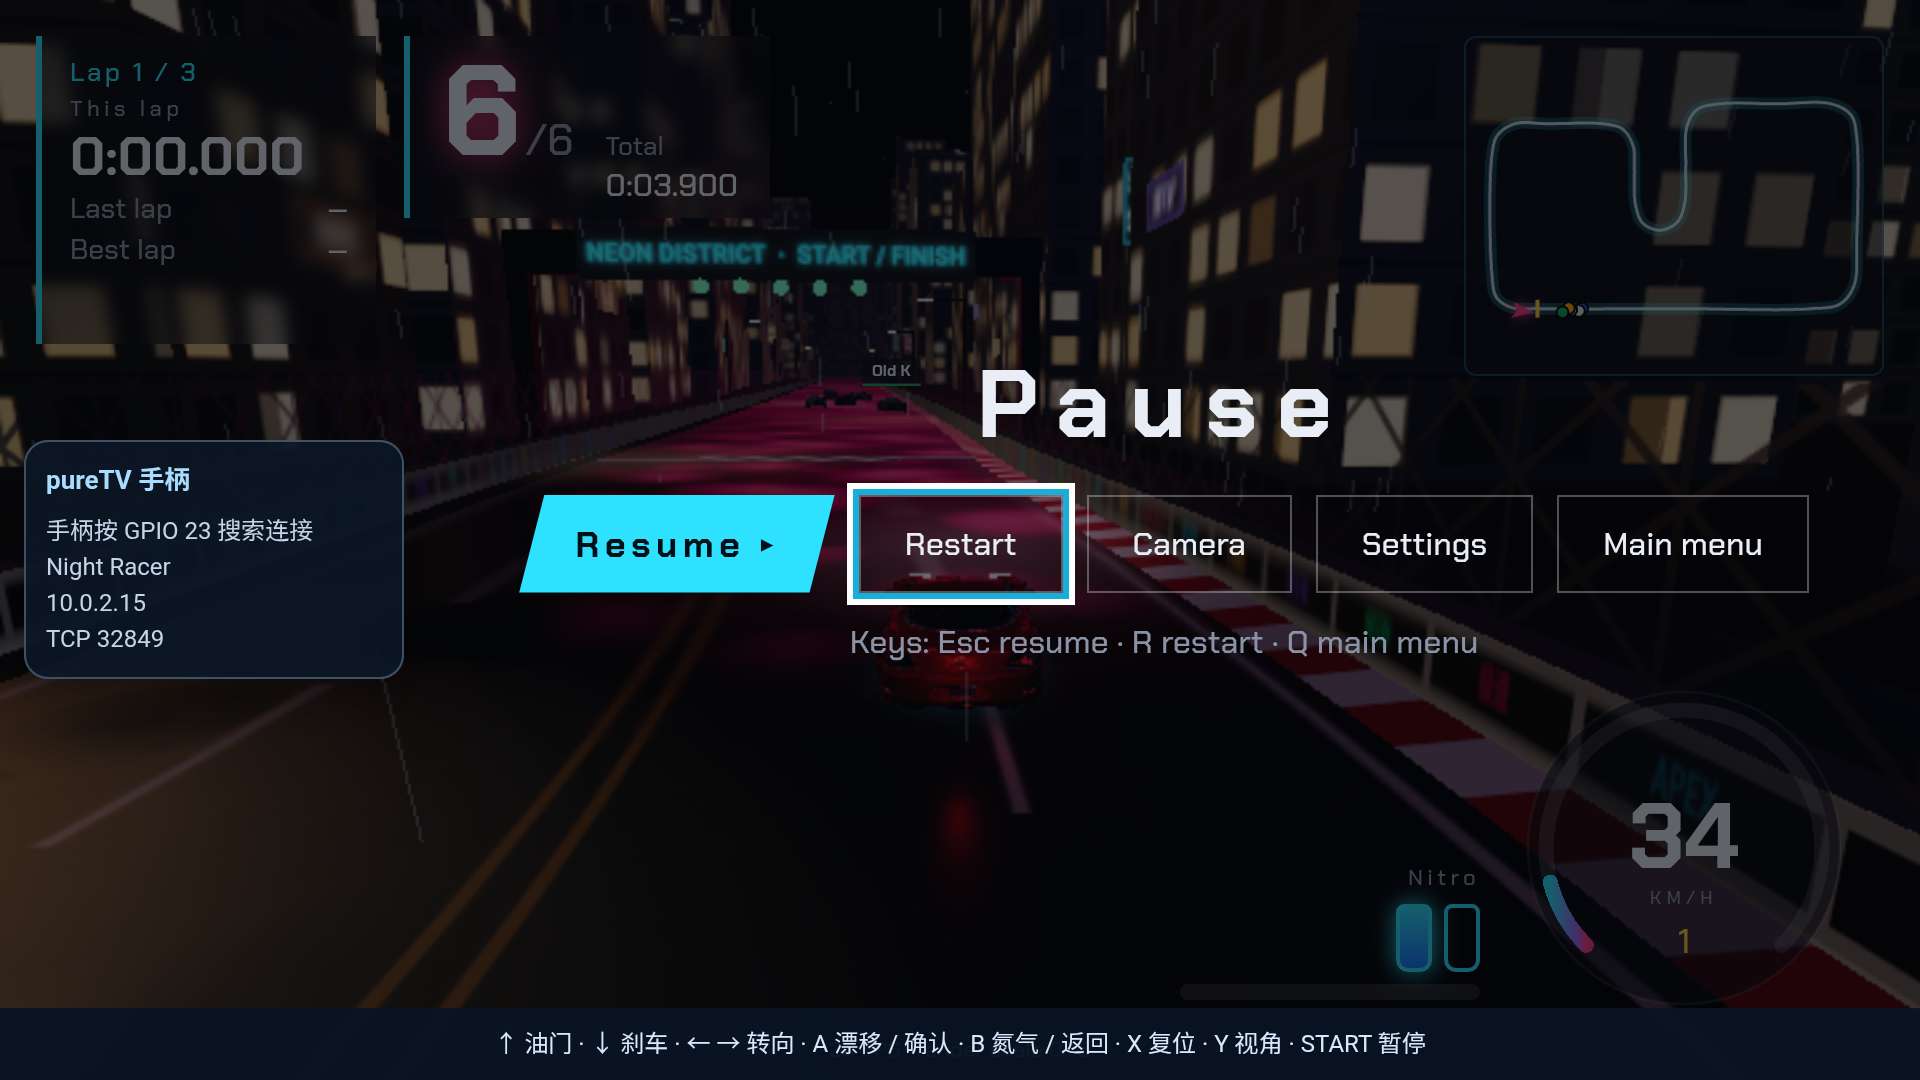 Lap 1 / 3
This lap
0:00.000
Last lap –
Best lap –
6/6
Total
0:03.900
NEON DISTRICT · START / FINISH
Old K
Pause
pureTV 手柄
手柄按 GPIO 23 搜索连接
Night Racer
10.0.2.15
TCP 32849
Resume ▸
Restart
Camera
Settings
Main menu
Keys: Esc resume · R restart · Q main menu
APEX
34
KM/H
1
Nitro
↑ 油门 · ↓ 刹车 · ←→ 转向 · A 漂移 / 确认 · B 氮气 / 返回 · X 复位 · Y 视角 · START 暂停